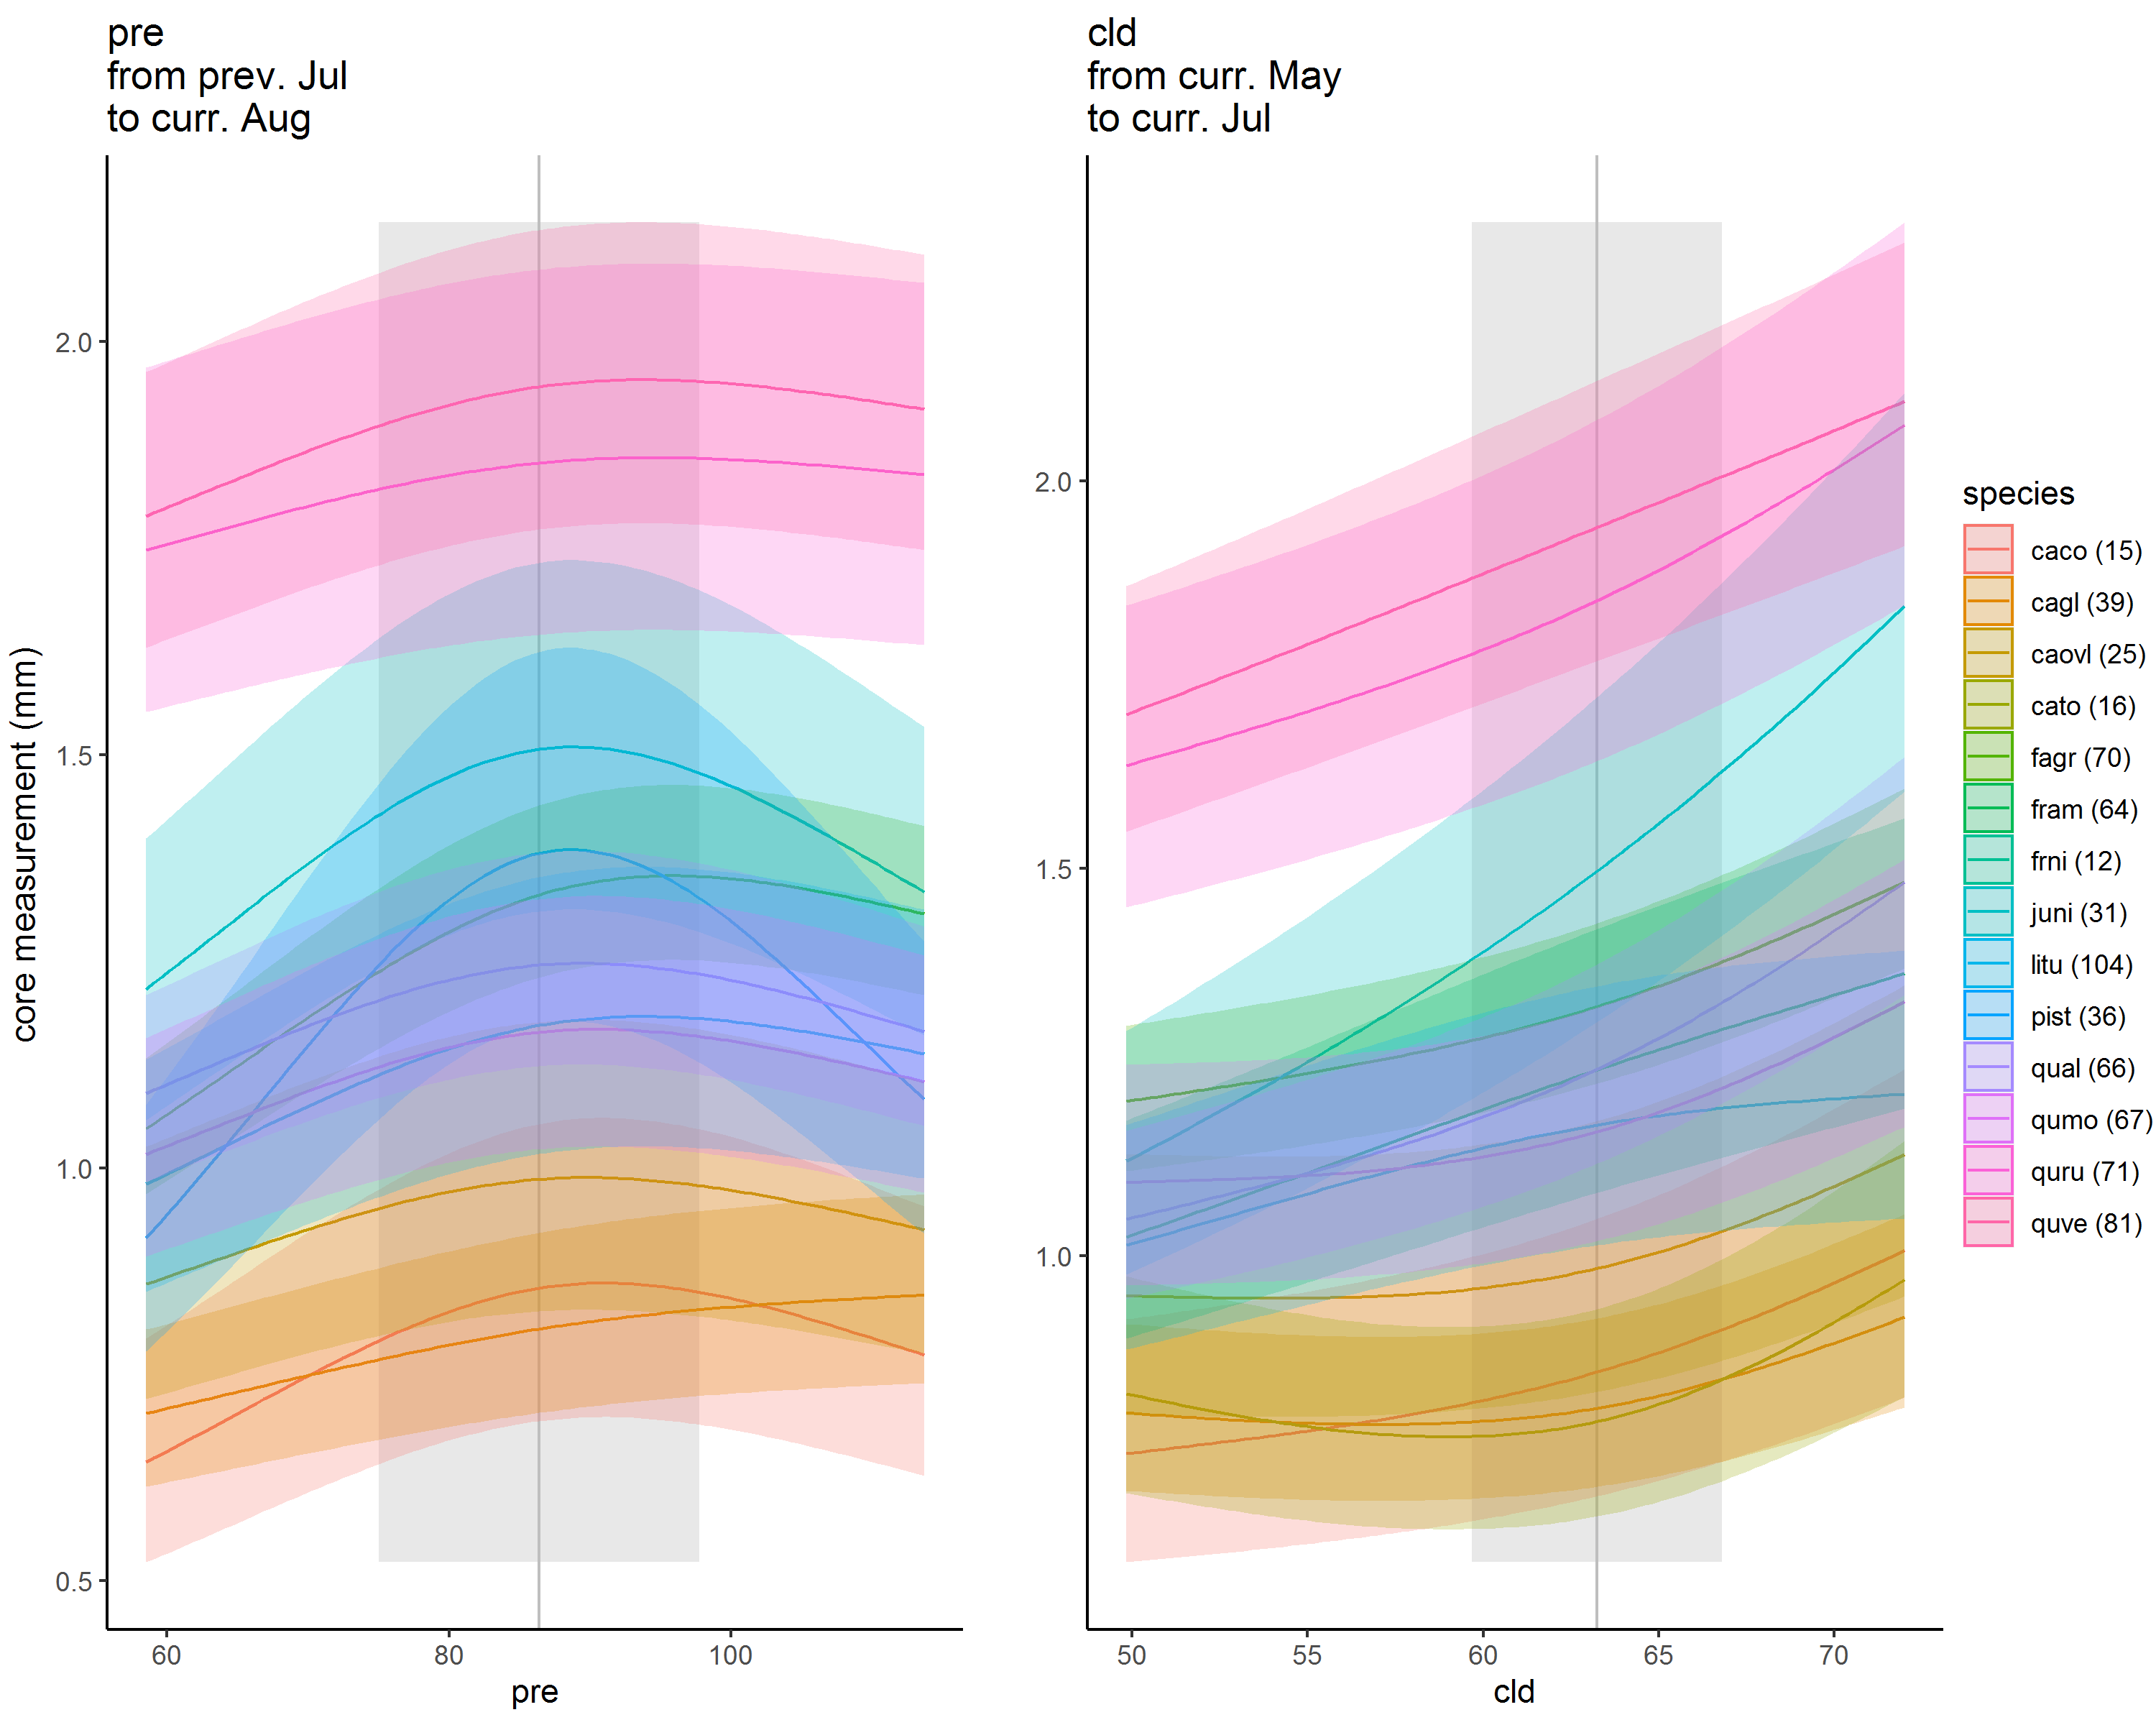 pre
from prev. Jul
to curr. Aug
cld
from curr. May
to curr. Jul
core measurement (mm)
2.0
1.5
1.0
0.5
60
80
100
pre
2.0
1.5
1.0
50
55
60
65
70
cld
species
caco (15)
cagl (39)
caovl (25)
cato (16)
fagr (70)
fram (64)
frni (12)
juni (31)
litu (104)
pist (36)
qual (66)
qumo (67)
quru (71)
quve (81)